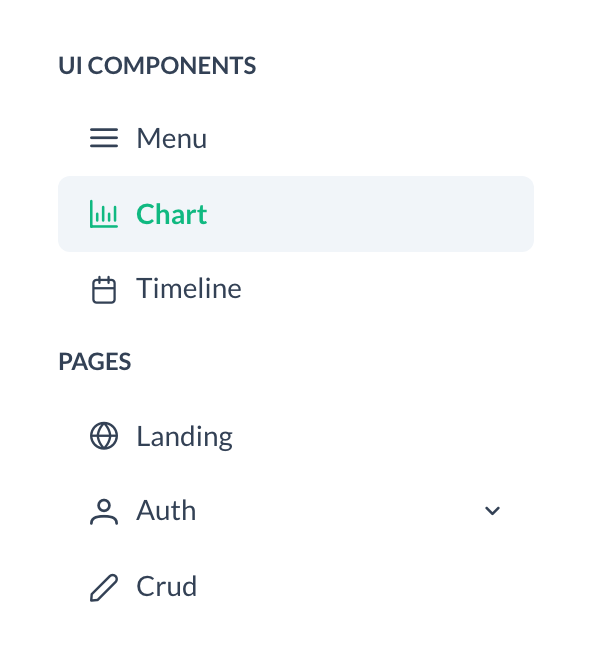 UI COMPONENTS
Menu
Chart
Timeline
PAGES
Landing
Auth
Crud